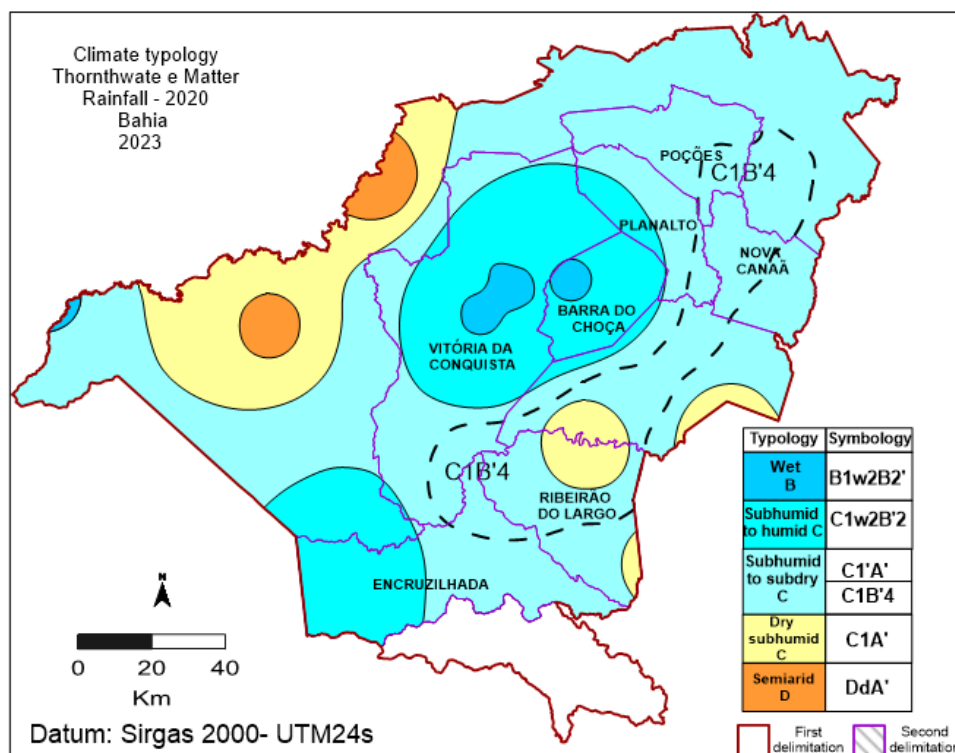 Climate typology
Thornthwate e Matter
Rainfall - 2020
Bahia
2023
POÇÕES
C1B'4
PLANALTO
NOVA
CANAÃ
BARRA DO
CHOÇA
VITÓRIA DA
CONQUISTA
C1B'4
RIBEIRÃO
DO LARGO
ENCRUZILHADA
N
0 20 40
Km
Datum: Sirgas 2000- UTM24s
Typology Symbology
Wet
B
B1w2B2'
Subhumid
to humid C
C1w2B'2
Subhumid
to subdry
C
C1'A'
C1B'4
Dry
subhumid
C
C1A'
Semiarid
D
DdA'
First
delimitation
Second
delimitation